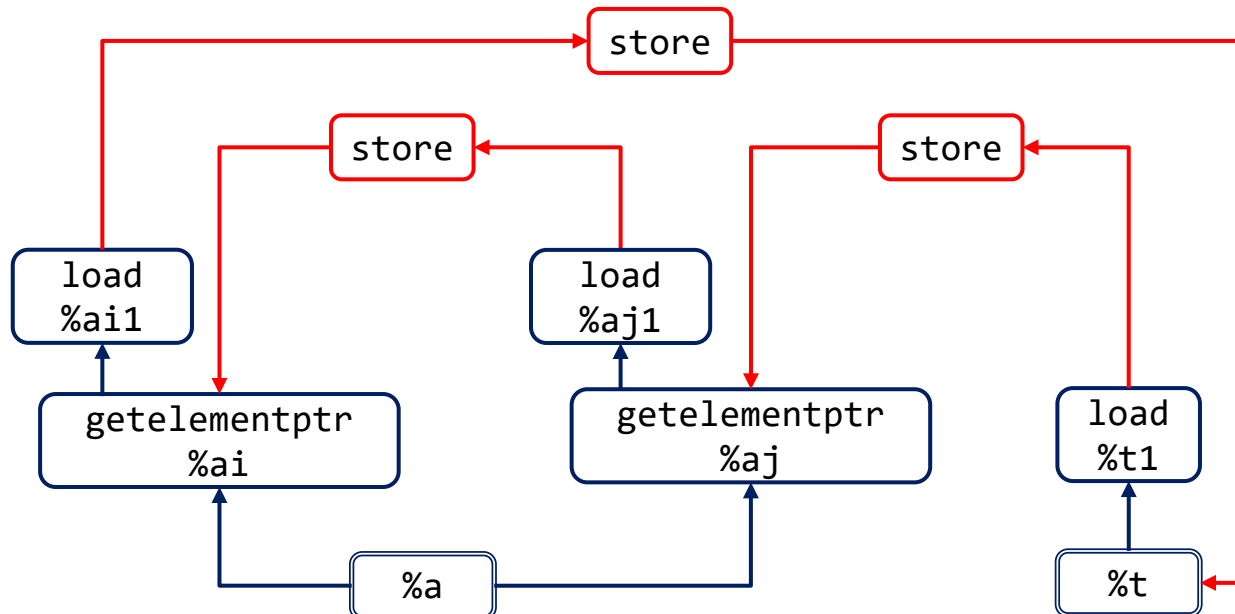 store
store
store
load
%ai1
load
%aj1
getelementptr
%ai
getelementptr
%aj
load
%t1
%a
%t